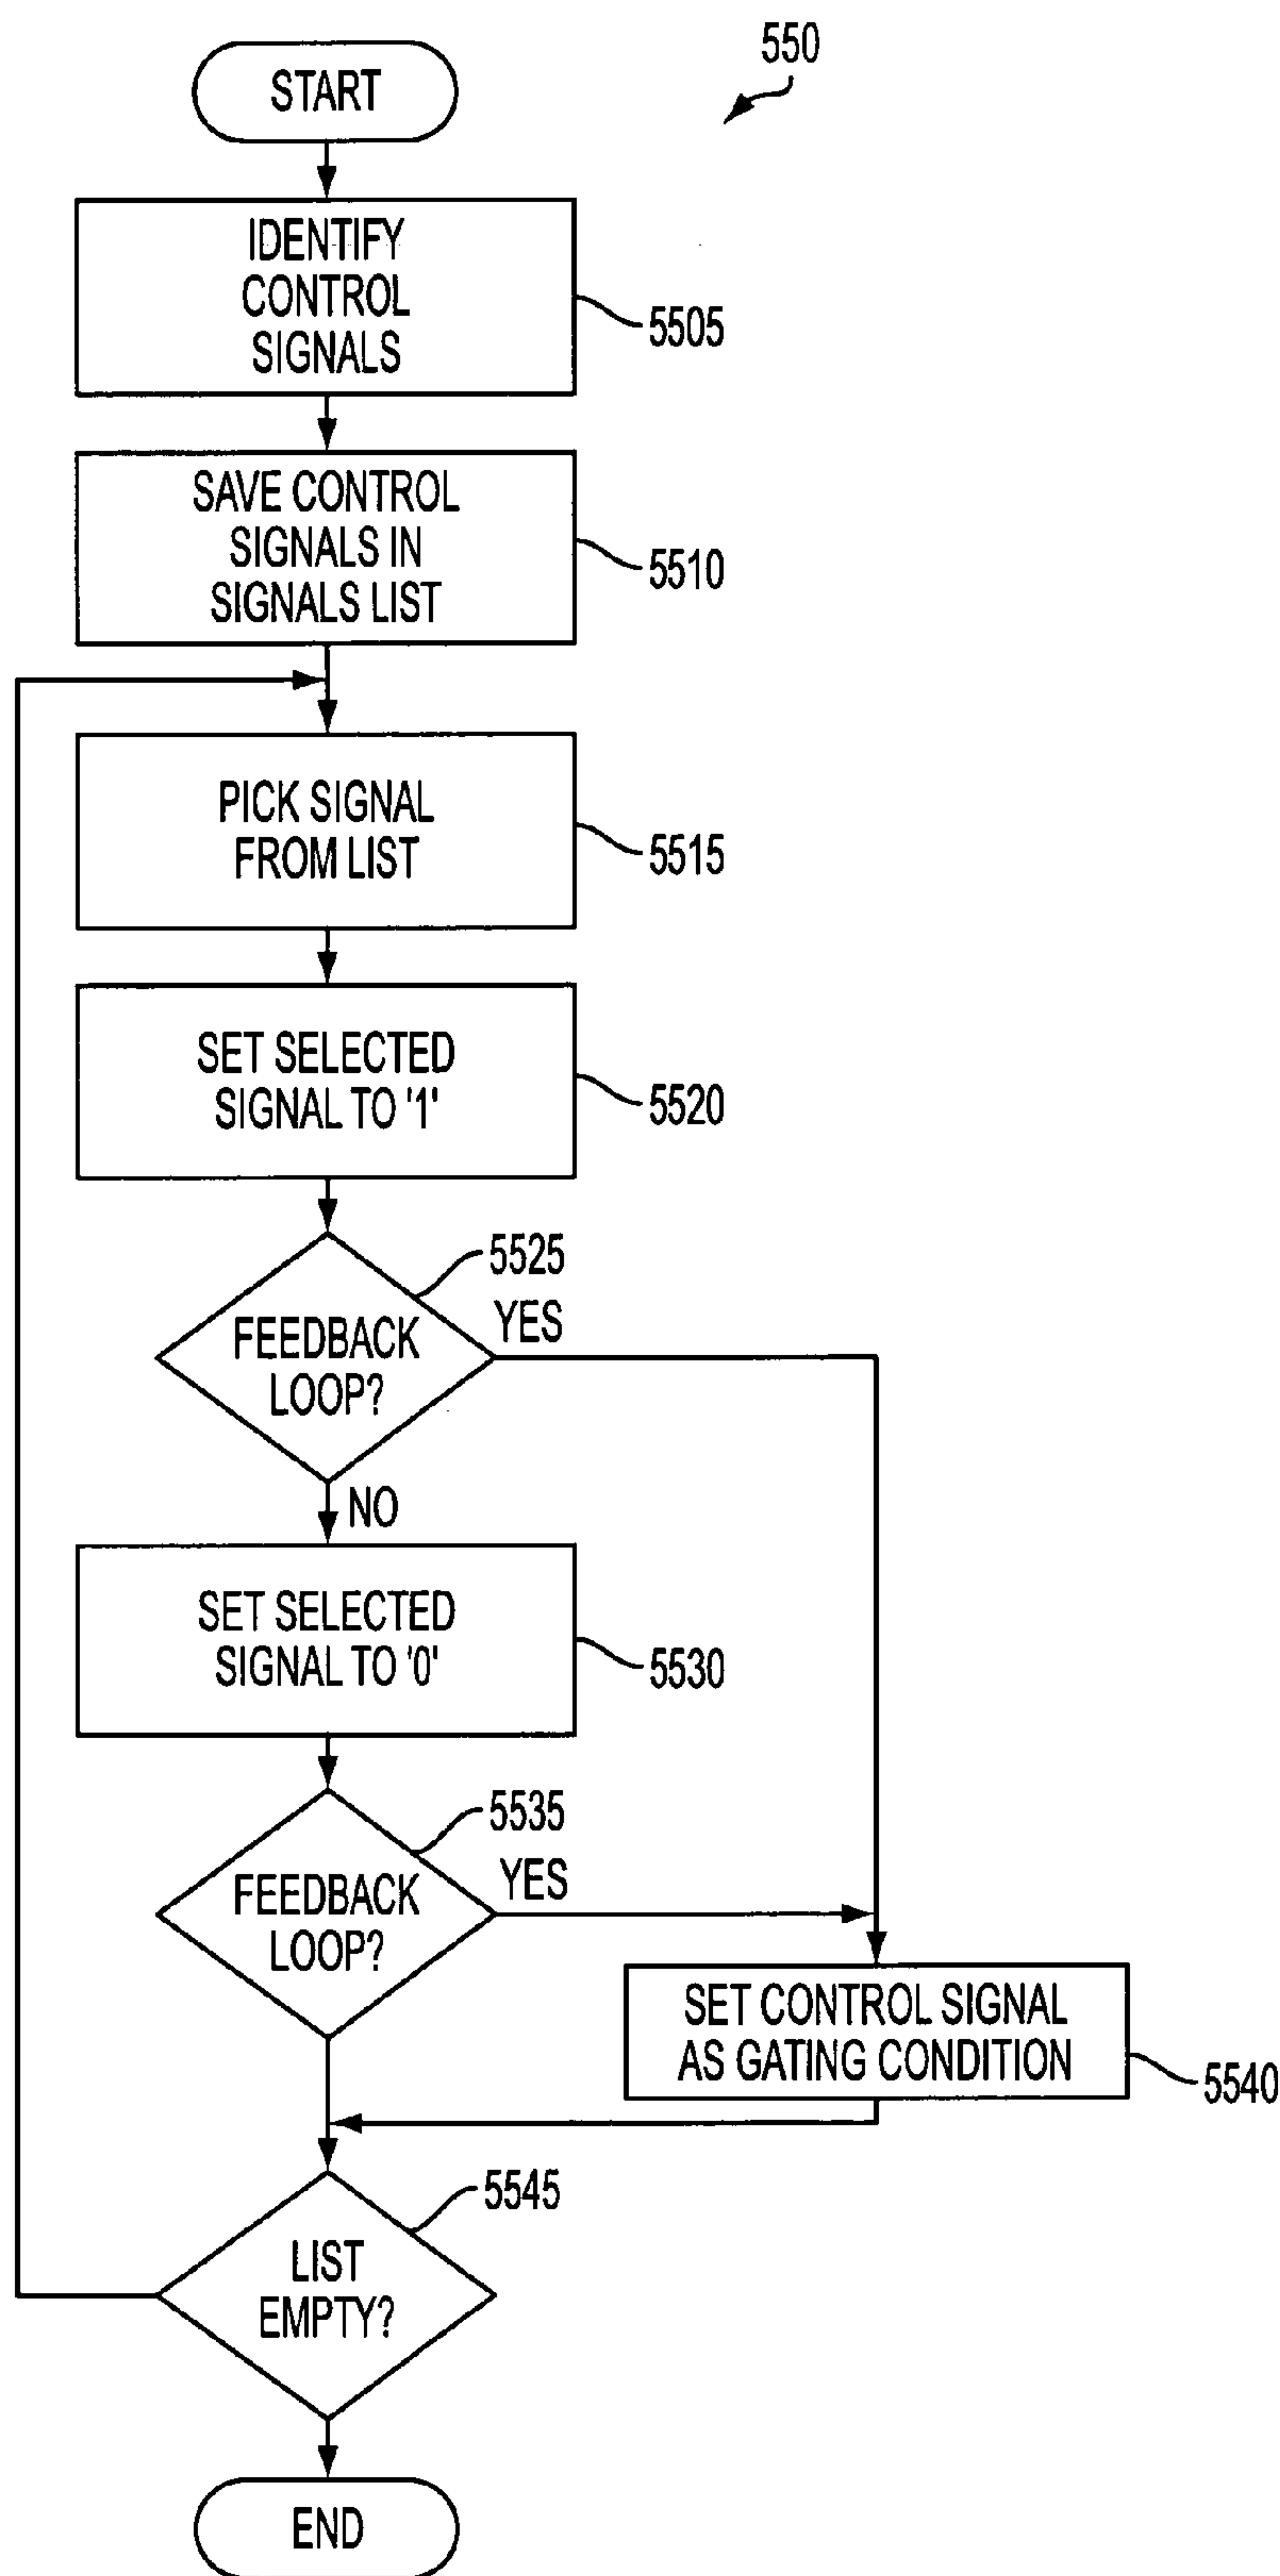 550
START
IDENTIFY
CONTROL
SIGNALS
5505
SAVE CONTROL
SIGNALS IN
SIGNALS LIST
5510
PICK SIGNAL
FROM LIST
5515
SET SELECTED
SIGNAL TO '1'
5520
5525
FEEDBACK
LOOP?
YES
NO
SET SELECTED
SIGNAL TO '0'
5530
5535
FEEDBACK
LOOP?
YES
SET CONTROL SIGNAL
AS GATING CONDITION
5540
5545
LIST
EMPTY?
END